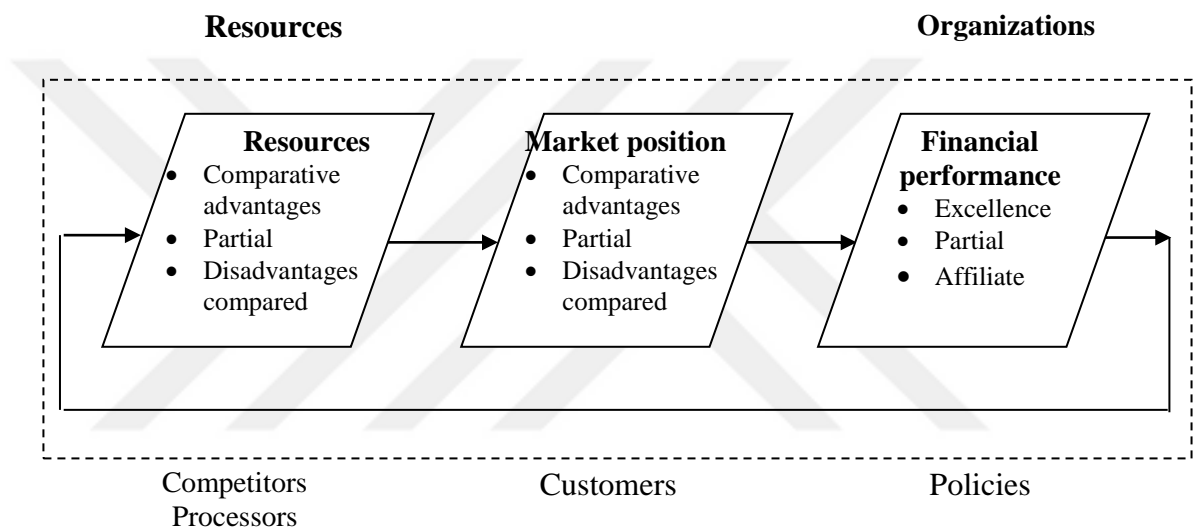 Resources
Organizations
Resources
• Comparative
advantages
• Partial
• Disadvantages
compared
Market position
• Comparative
advantages
• Partial
• Disadvantages
compared
Financial
performance
• Excellence
• Partial
• Affiliate
Competitors
Processors
Customers
Policies